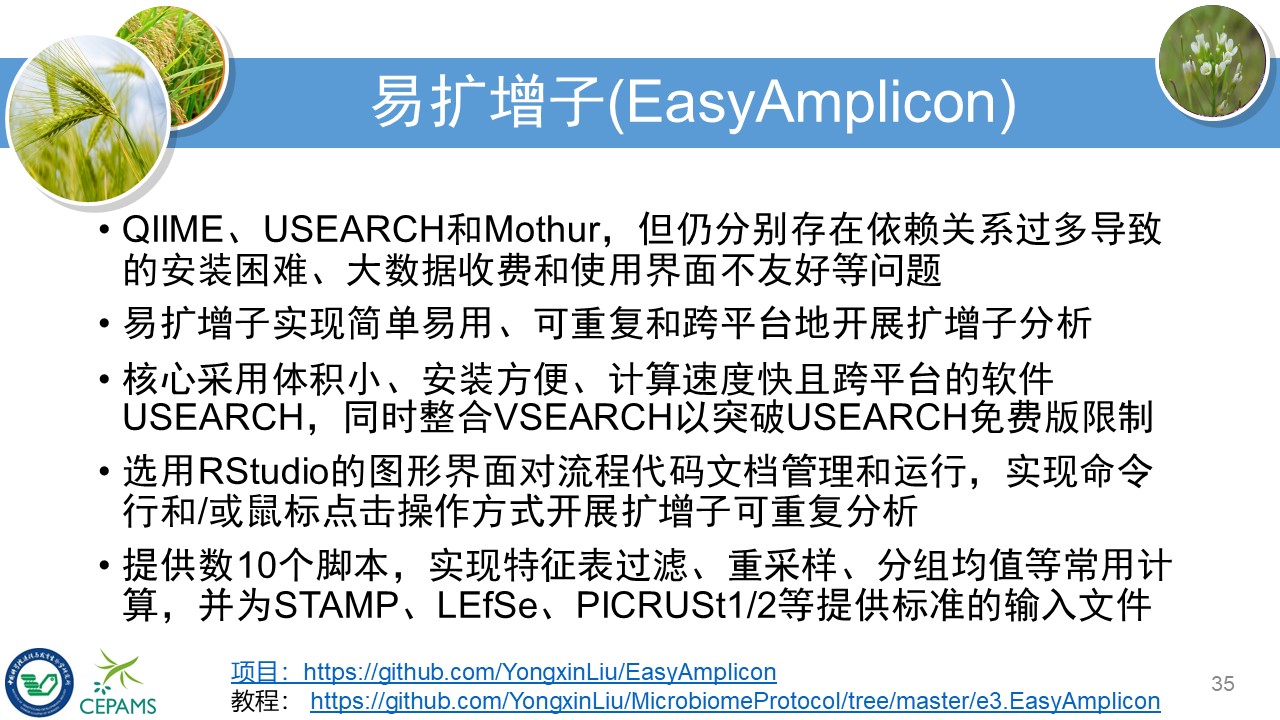 易扩增子(EasyAmplicon)
• QIIME、USEARCH和Mothur，但仍分别存在依赖关系过多导致
的安装困难、大数据收费和使用界面不友好等问题
• 易扩增子实现简单易用、可重复和跨平台地开展扩增子分析
• 核心采用体积小、安装方便、计算速度快且跨平台的软件
USEARCH，同时整合VSEARCH以突破USEARCH免费版限制
• 选用RStudio的图形界面对流程代码文档管理和运行，实现命令
行和/或鼠标点击操作方式开展扩增子可重复分析
• 提供数10个脚本，实现特征表过滤、重采样、分组均值等常用计
算，并为STAMP、LEfSe、PICRUSt1/2等提供标准的输入文件
项目：https://github.com/YongxinLiu/EasyAmplicon
教程： https://github.com/YongxinLiu/MicrobiomeProtocol/tree/master/e3.EasyAmplicon
CEPAMS
35